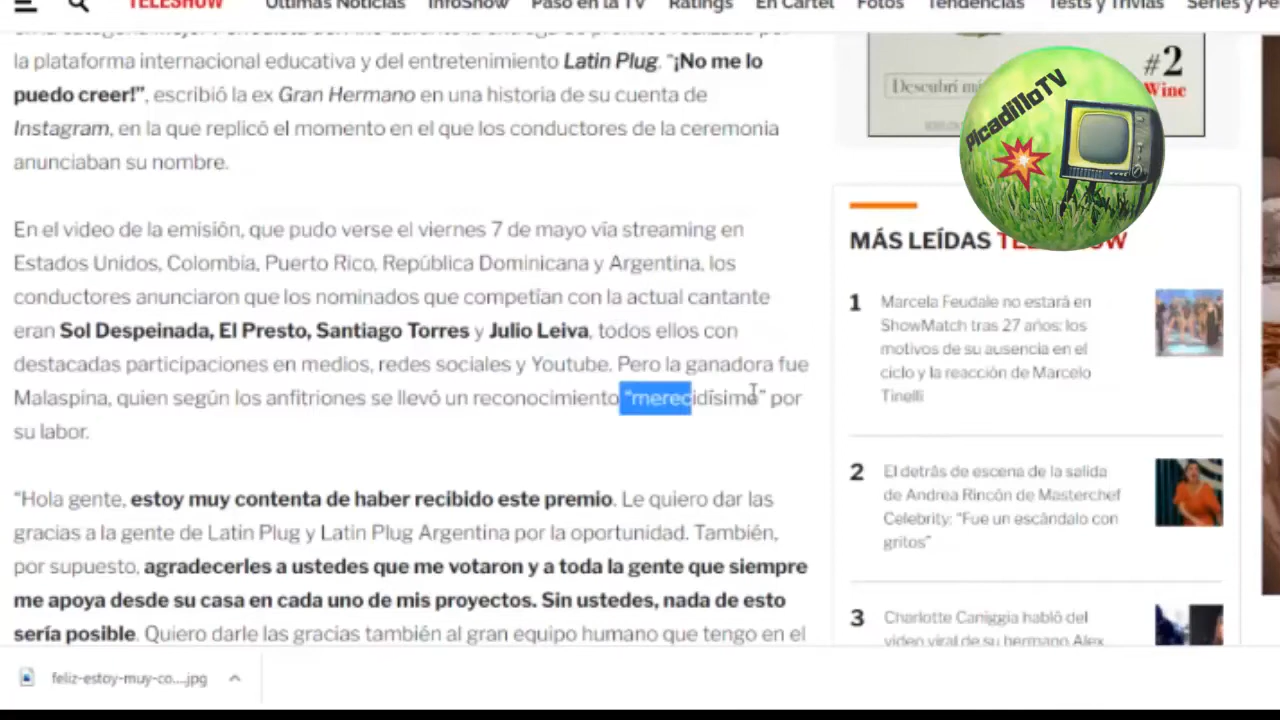 TELESHOW
Últimas Noticias
InfoShow
Paso en la TV
Ratings
En Cartel
Fotos
Tendencias
Tests y Trivias
Series y Pe
la plataforma internacional educativa y del entretenimiento Latin Plug. “¡No me lo
puedo creer!”, escribió la ex Gran Hermano en una historia de su cuenta de
Instagram, en la que replicó el momento en el que los conductores de la ceremonia
anunciaban su nombre.
En el video de la emisión, que pudo verse el viernes 7 de mayo vía streaming en
Estados Unidos, Colombia, Puerto Rico, República Dominicana y Argentina, los
conductores anunciaron que los nominados que competían con la actual cantante
eran Sol Despeinada, El Presto, Santiago Torres y Julio Leiva, todos ellos con
destacadas participaciones en medios, redes sociales y Youtube. Pero la ganadora fue
Malaspina, quien según los anfitriones se llevó un reconocimiento “merecidísimo” por
su labor.
“Hola gente, estoy muy contenta de haber recibido este premio. Le quiero dar las
gracias a la gente de Latin Plug y Latin Plug Argentina por la oportunidad. También,
por supuesto, agradecerles a ustedes que me votaron y a toda la gente que siempre
me apoya desde su casa en cada uno de mis proyectos. Sin ustedes, nada de esto
sería posible. Quiero darle las gracias también al gran equipo humano que tengo en el
Descubrí
#2
Wine
PicadilloTV
MÁS LEÍDAS TELESHOW
1
Marcela Feudale no estará en
ShowMatch tras 27 años: los
motivos de su ausencia en el
ciclo y la reacción de Marcelo
Tinelli
2
El detrás de escena de la salida
de Andrea Rincón de Masterchef
Celebrity: “Fue un escándalo con
gritos”
3
Charlotte Caniggia habló del
video viral de su hermano Alex
feliz-estoy-muy-co....jpg